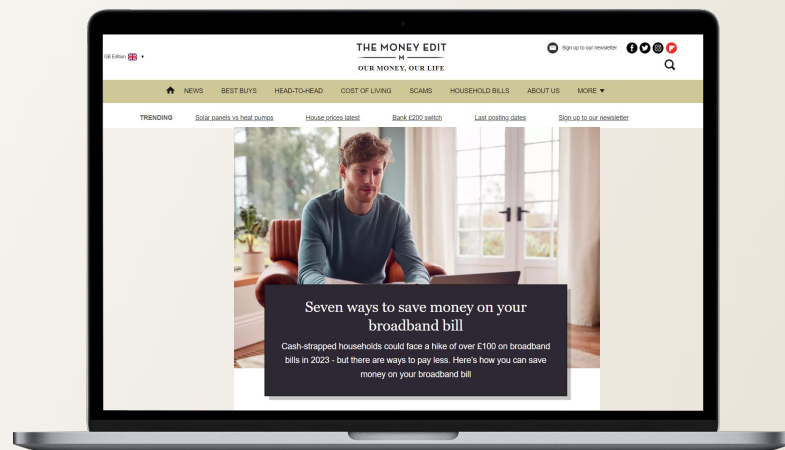 GB Edition
THE MONEY EDIT
M
OUR MONEY, OUR LIFE
Sign up to our newsletter
NEWS BEST BUYS HEAD-TO-HEAD COST OF LIVING SCAMS HOUSEHOLD BILLS ABOUT US MORE ▼
TRENDING Solar panels vs heat pumps House prices latest Bank £200 switch Last posting dates Sign up to our newsletter
Seven ways to save money on your
broadband bill
Cash-strapped households could face a hike of over £100 on broadband
bills in 2023 - but there are ways to pay less. Here's how you can save
money on your broadband bill